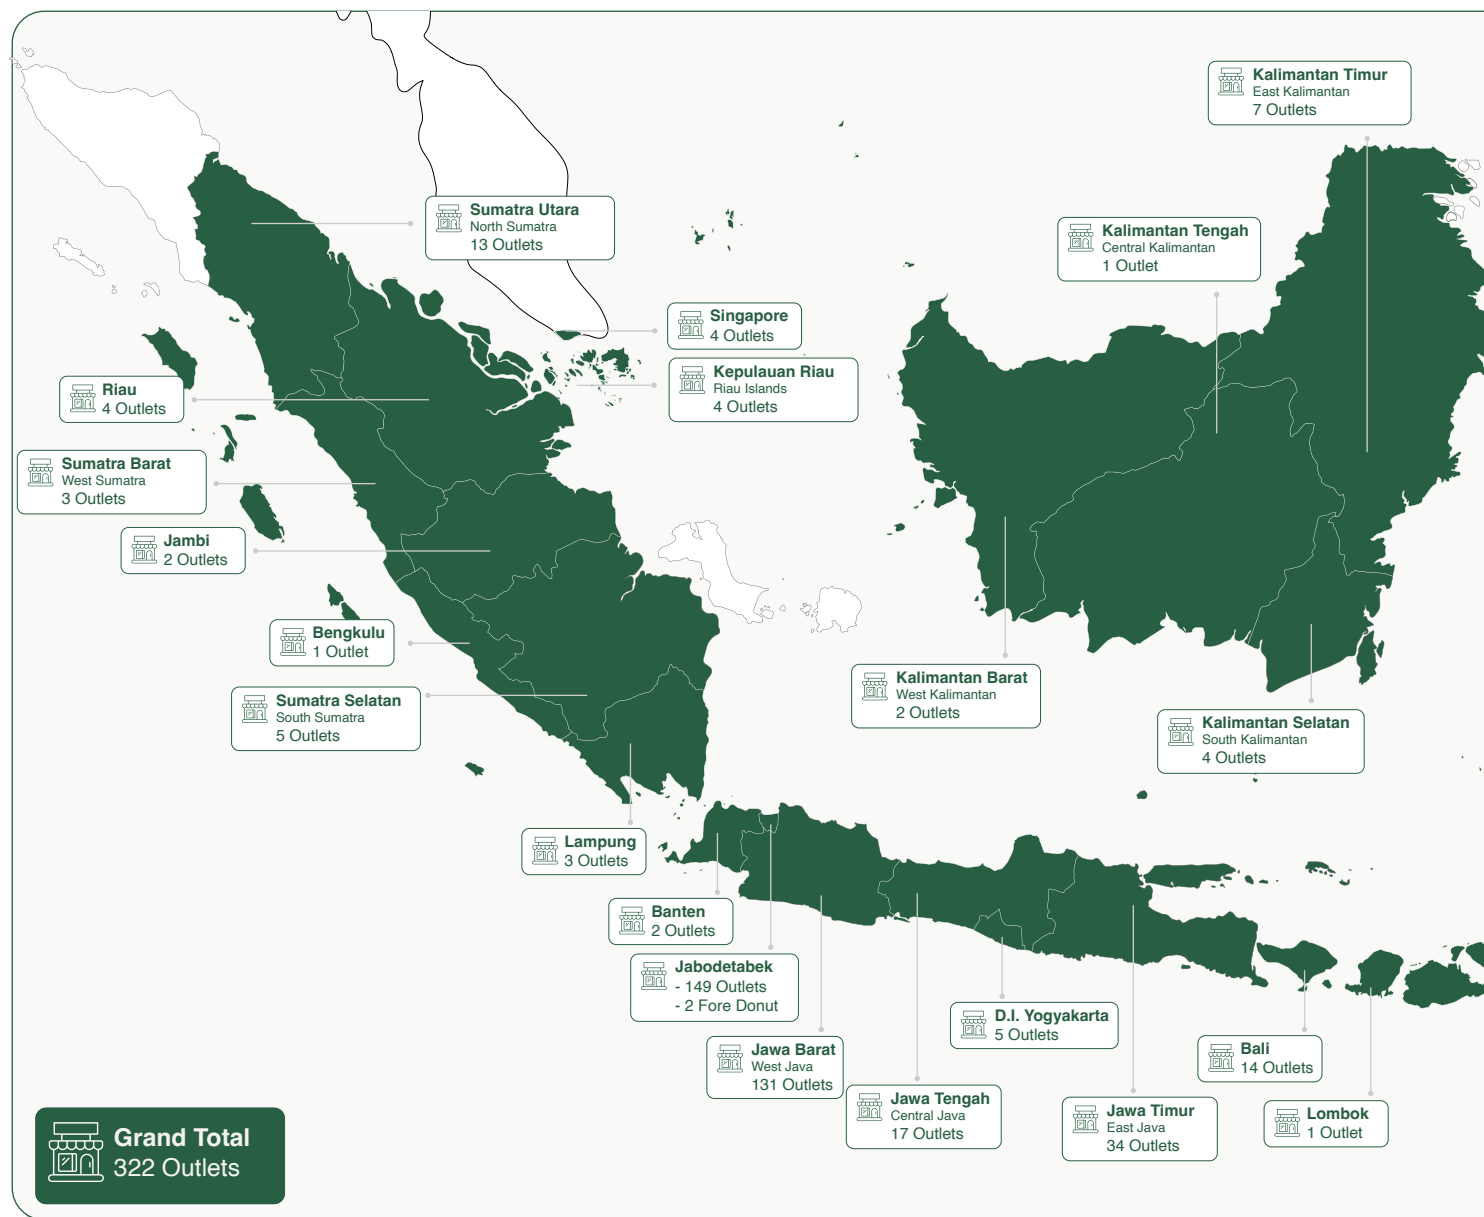 Kalimantan Timur
East Kalimantan
7 Outlets
Sumatra Utara
North Sumatra
13 Outlets
Kalimantan Tengah
Central Kalimantan
1 Outlet
Singapore
4 Outlets
Kepulauan Riau
Riau Islands
4 Outlets
Riau
4 Outlets
Sumatra Barat
West Sumatra
3 Outlets
Jambi
2 Outlets
Bengkulu
1 Outlet
Sumatra Selatan
South Sumatra
5 Outlets
Kalimantan Barat
West Kalimantan
2 Outlets
Kalimantan Selatan
South Kalimantan
4 Outlets
Lampung
3 Outlets
Banten
2 Outlets
Jabodetabek
- 149 Outlets
- 2 Fore Donut
D.I. Yogyakarta
5 Outlets
Jawa Barat
West Java
131 Outlets
Bali
14 Outlets
Jawa Tengah
Central Java
17 Outlets
Jawa Timur
East Java
34 Outlets
Lombok
1 Outlet
Grand Total
322 Outlets